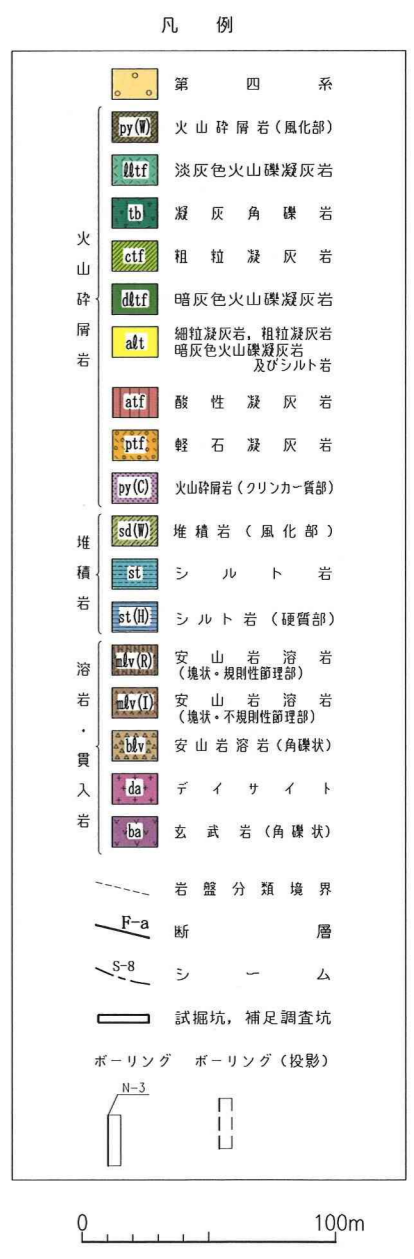 凡例
第四系
火山砕屑岩
py(W) 火山砕屑岩(風化部)
lltf 淡灰色火山礫凝灰岩
tb 凝灰角礫岩
ctf 粗粒凝灰岩
dltf 暗灰色火山礫凝灰岩
alt 細粒凝灰岩, 粗粒凝灰岩
暗灰色火山礫凝灰岩
及びシルト岩
atf 酸性凝灰岩
ptf 軽石凝灰岩
py(C) 火山砕屑岩(クリンカー質部)
堆積岩
sd(W) 堆積岩(風化部)
st シルト岩
st(H) シルト岩(硬質部)
溶岩・貫入岩
mlv(R) 安山岩溶岩
(塊状・規則性節理部)
mlv(I) 安山岩溶岩
(塊状・不規則性節理部)
blv 安山岩溶岩(角礫状)
da デイサイト
ba 玄武岩(角礫状)
岩盤分類境界
F-a 断層
S-8 シーム
試掘坑, 補足調査坑
ボーリング ボーリング(投影)
N-3
0 100m